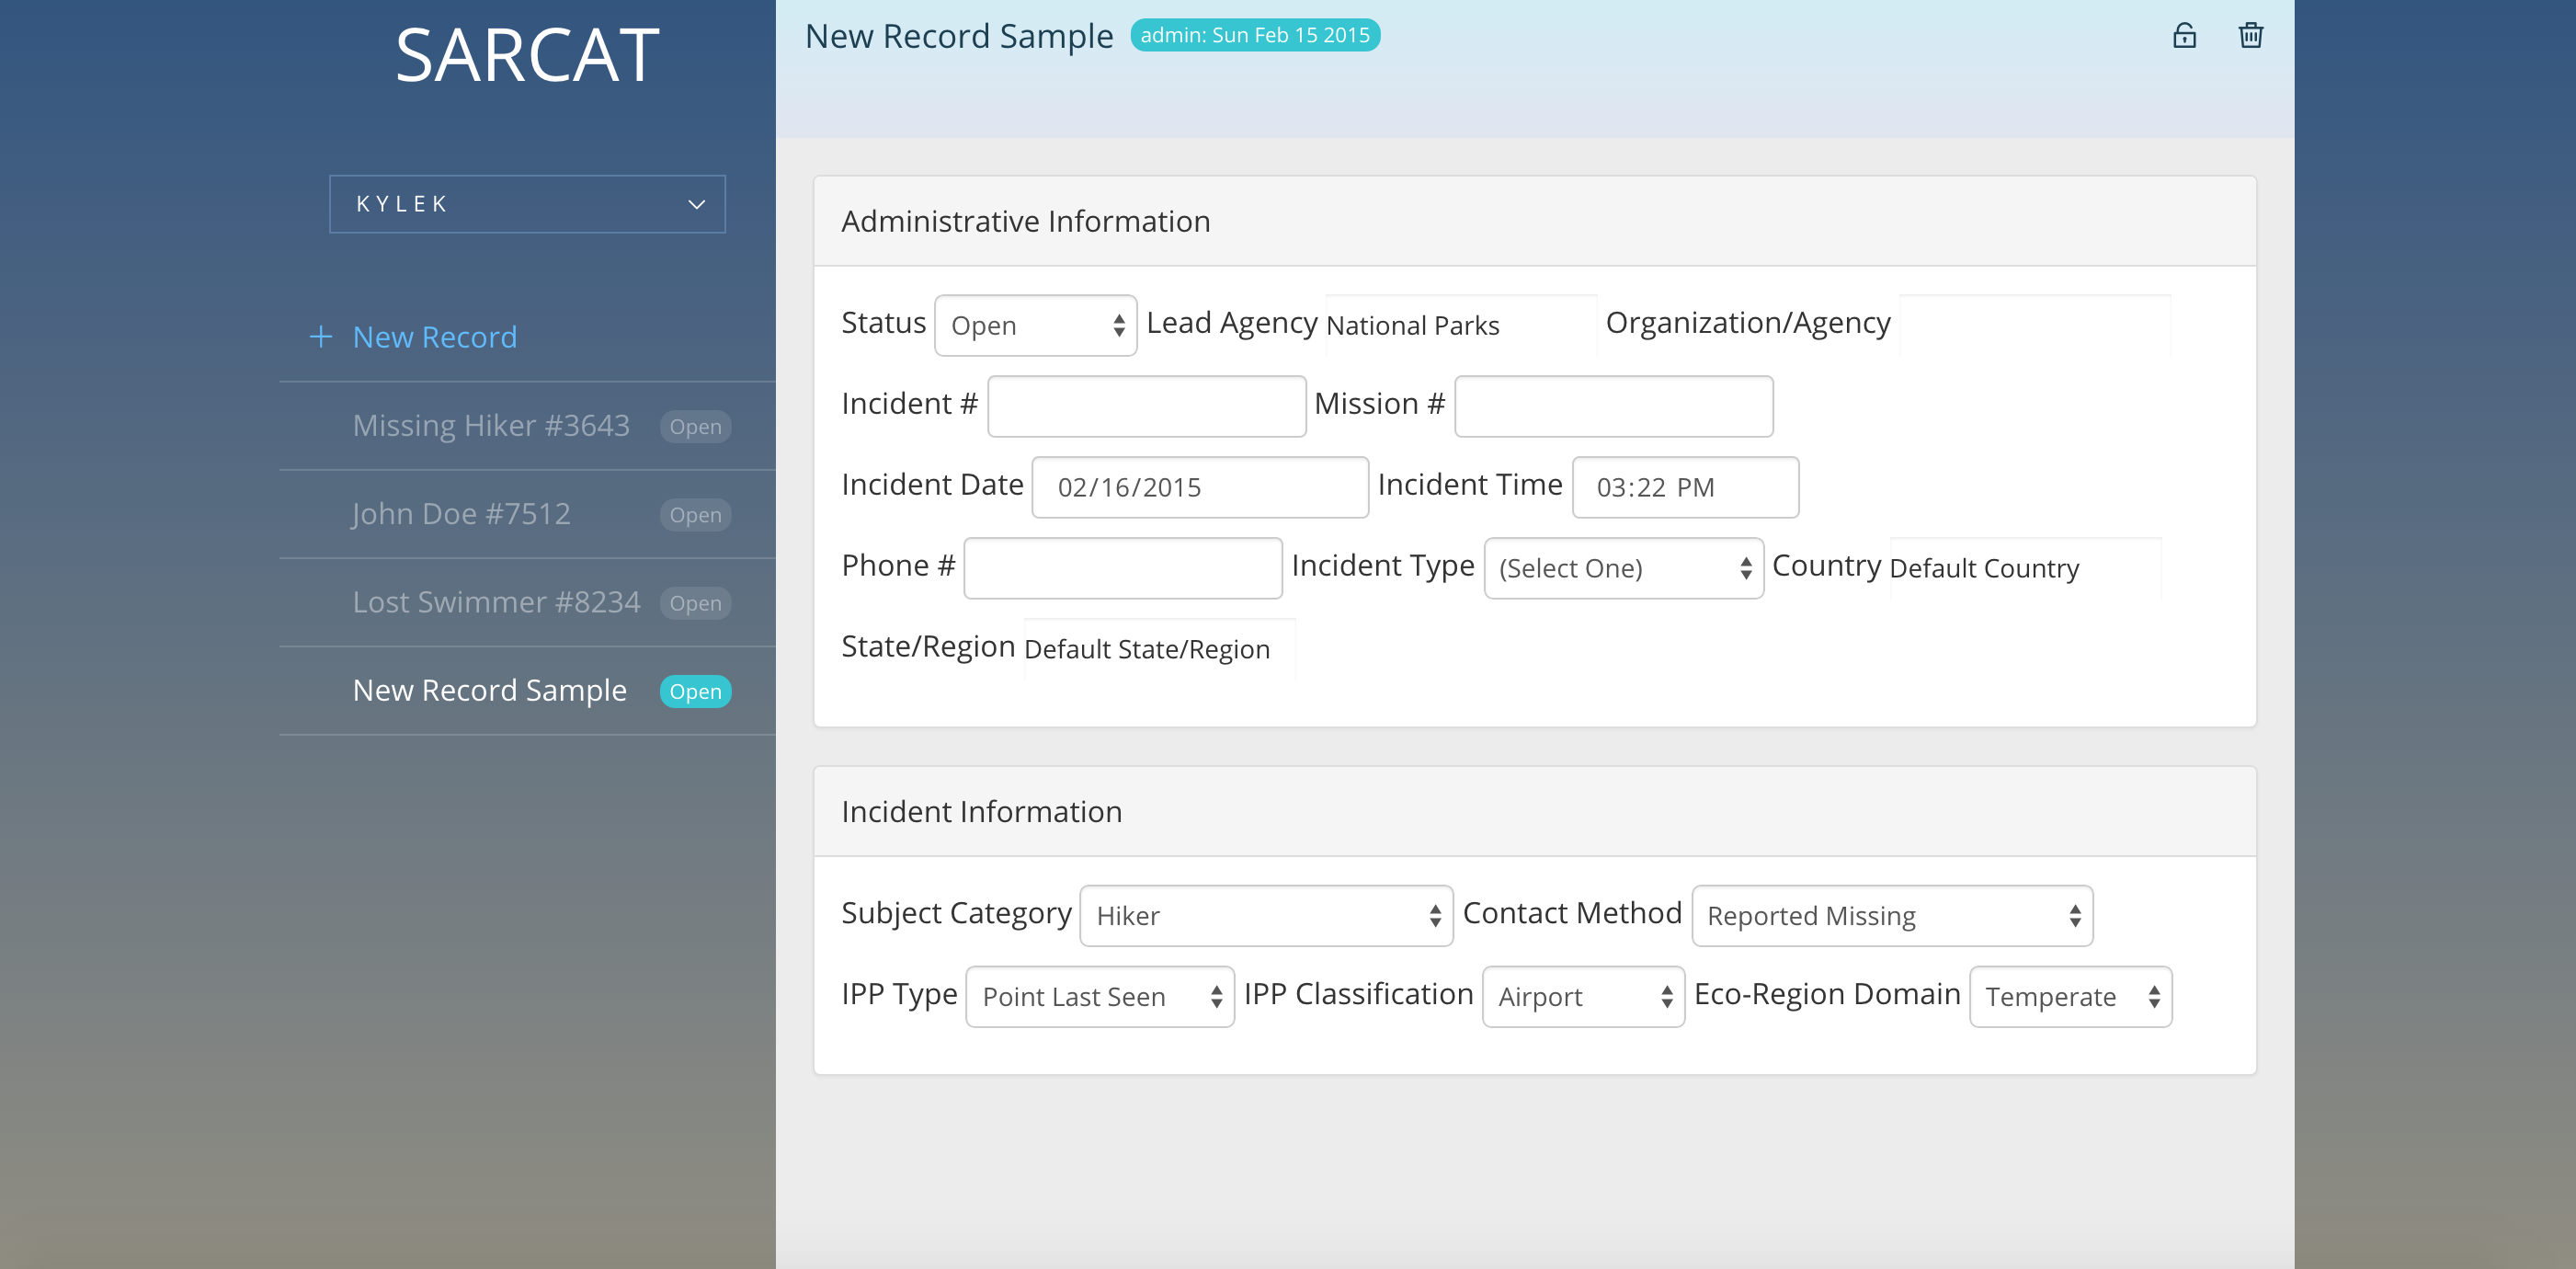 SARCAT
KYLEK
New Record
Missing Hiker #3643 Open
John Doe #7512 Open
Lost Swimmer #8234 Open
New Record Sample Open
New Record Sample admin: Sun Feb 15 2015
Administrative Information
Status Open Lead Agency National Parks Organization/Agency
Incident # Mission #
Incident Date 02/16/2015 Incident Time 03:22 PM
Phone # Incident Type (Select One) Country Default Country
State/Region Default State/Region
Incident Information
Subject Category Hiker Contact Method Reported Missing
IPP Type Point Last Seen IPP Classification Airport Eco-Region Domain Temperate